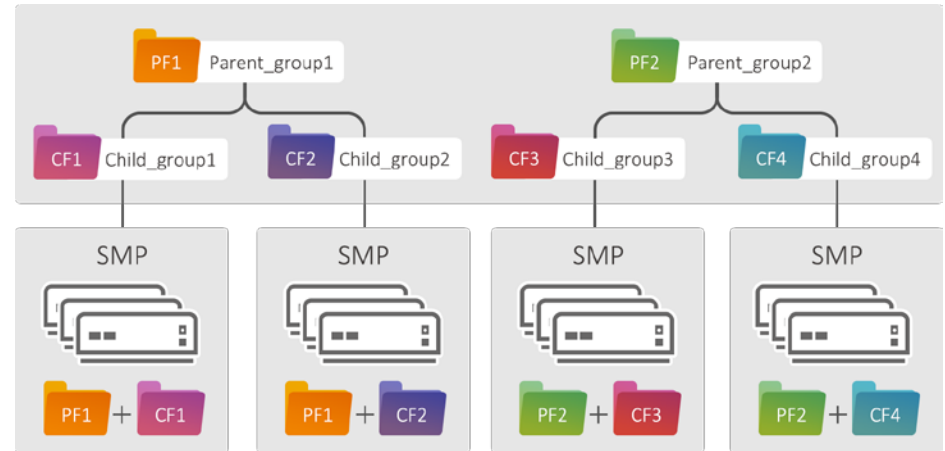 PF1 Parent_group1
PF2 Parent_group2
CF1 Child_group1
CF2 Child_group2
CF3 Child_group3
CF4 Child_group4
SMP
SMP
SMP
SMP
PF1 + CF1
PF1 + CF2
PF2 + CF3
PF2 + CF4